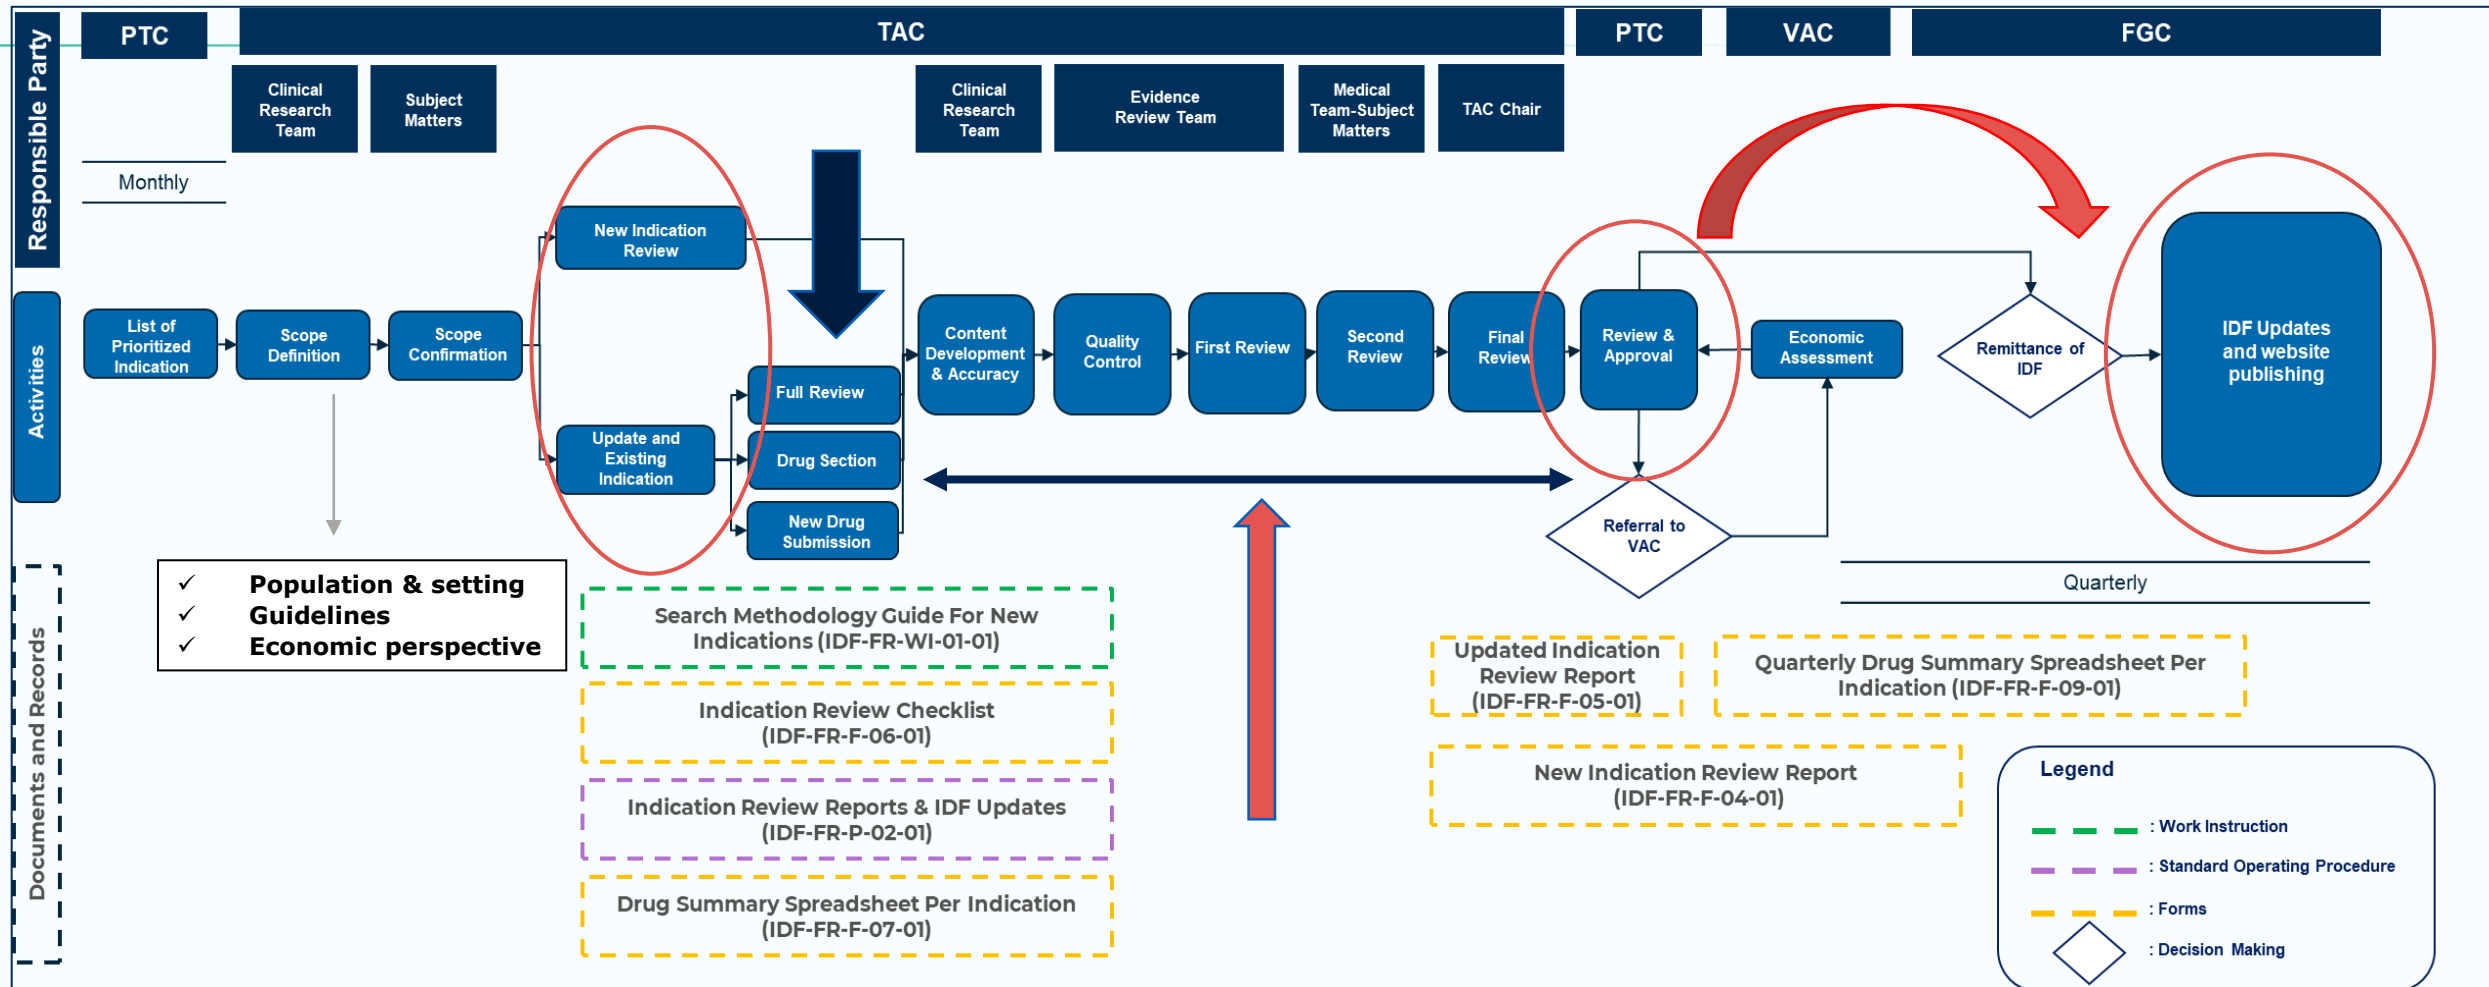 Responsible Party
PTC
TAC
PTC
VAC
FGC
Clinical
Research
Team
Subject
Matters
Clinical
Research
Team
Evidence
Review Team
Medical
Team-Subject
Matters
TAC Chair
Monthly
Activities
List of
Prioritized
Indication
Scope
Definition
Scope
Confirmation
New Indication
Review
Update and
Existing
Indication
Full Review
Drug Section
New Drug
Submission
Content
Development
& Accuracy
Quality
Control
First Review
Second
Review
Final
Review
Review &
Approval
Economic
Assessment
Referral to
VAC
Remittance of
IDF
IDF Updates
and website
publishing
Quarterly
Documents and Records
✓ Population & setting
✓ Guidelines
✓ Economic perspective
Search Methodology Guide For New
Indications (IDF-FR-WI-01-01)
Indication Review Checklist
(IDF-FR-F-06-01)
Indication Review Reports & IDF Updates
(IDF-FR-P-02-01)
Drug Summary Spreadsheet Per Indication
(IDF-FR-F-07-01)
Updated Indication
Review Report
(IDF-FR-F-05-01)
Quarterly Drug Summary Spreadsheet Per
Indication (IDF-FR-F-09-01)
New Indication Review Report
(IDF-FR-F-04-01)
Legend
: Work Instruction
: Standard Operating Procedure
: Forms
: Decision Making